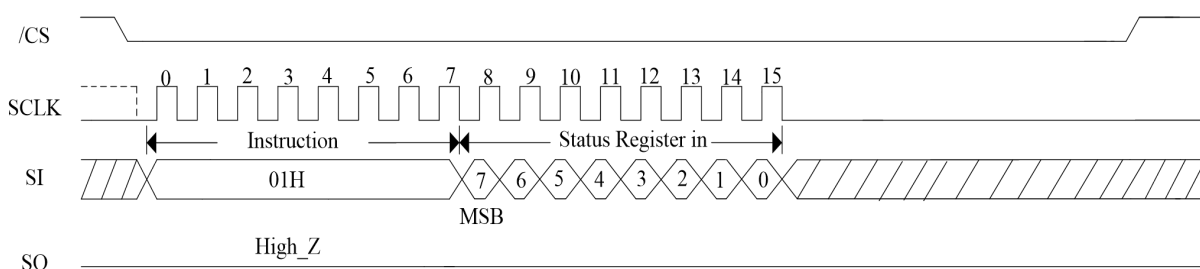 /CS
0 1 2 3 4 5 6 7 8 9 10 11 12 13 14 15
SCLK
Instruction Status Register in
SI 01H 7 6 5 4 3 2 1 0
MSB
High_Z
SO